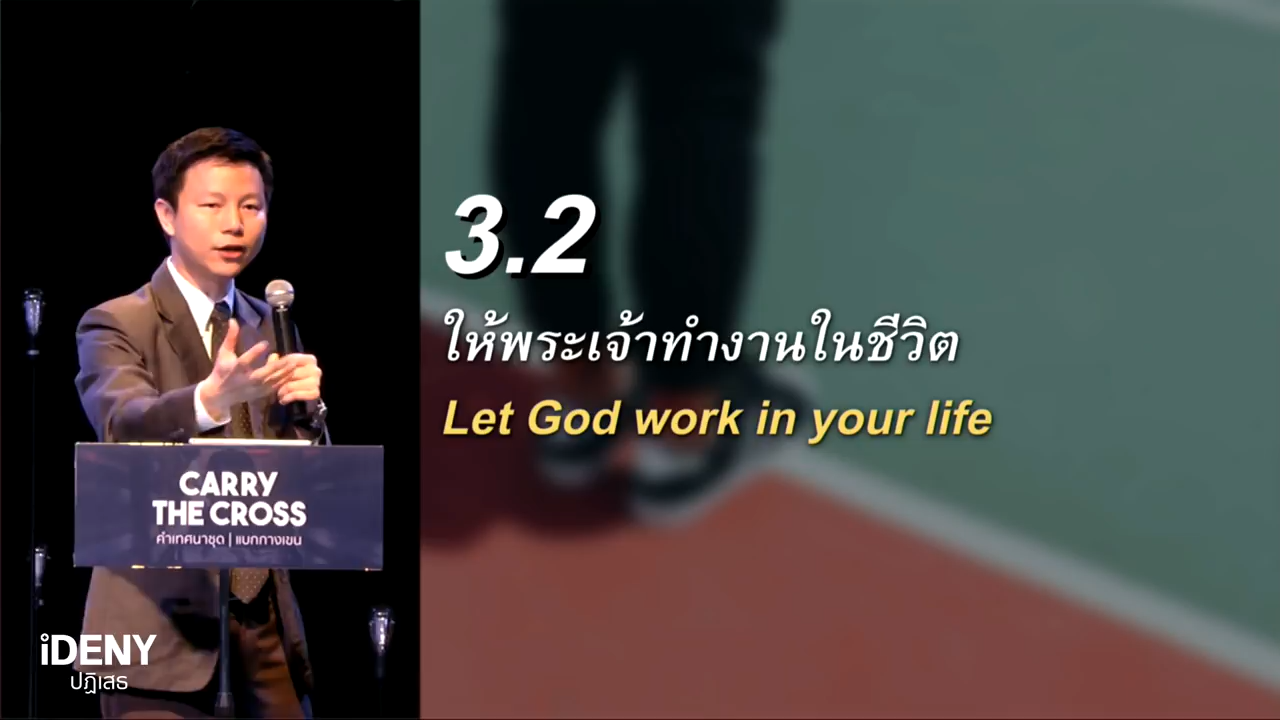 3.2
ให้พระเจ้าทำงานในชีวิต
Let God work in your life
CARRY
THE CROSS
คำเทศนาชุด | แบกกางเขน
iDENY
ปฏิเสธ